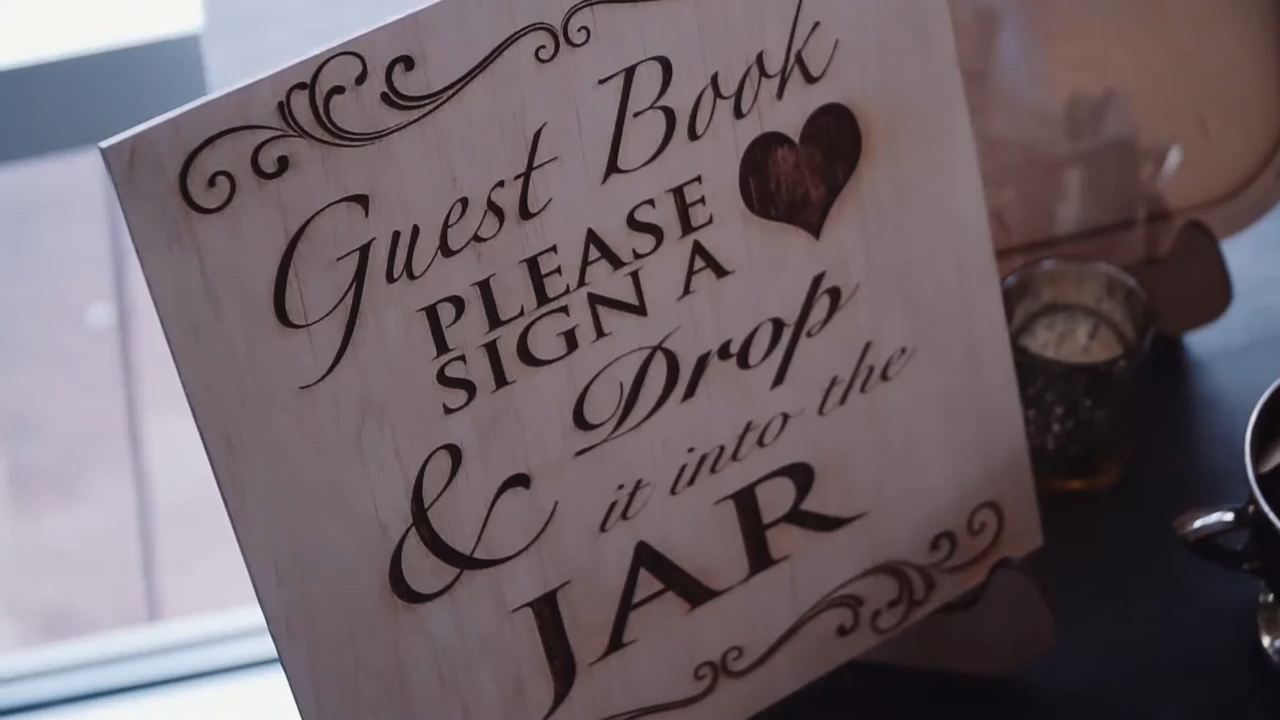 Guest Book
PLEASE
SIGN A
& Drop
it into the
JAR